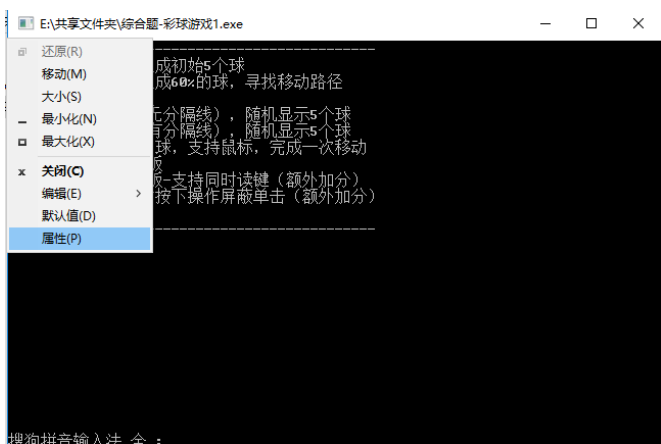 E:\共享文件夹\综合题-彩球游戏1.exe
还原(R)
移动(M)
大小(S)
最小化(N)
最大化(X)
关闭(C)
编辑(E)
默认值(D)
属性(P)
--------------------------
成初始5个球
成60%的球，寻找移动路径
无分隔线），随机显示5个球
有分隔线），随机显示5个球
球，支持鼠标，完成一次移动
版
版-支持同时读键（额外加分）
按下操作屏蔽单击（额外加分）
--------------------------
搜狗拼音输入法 全 :